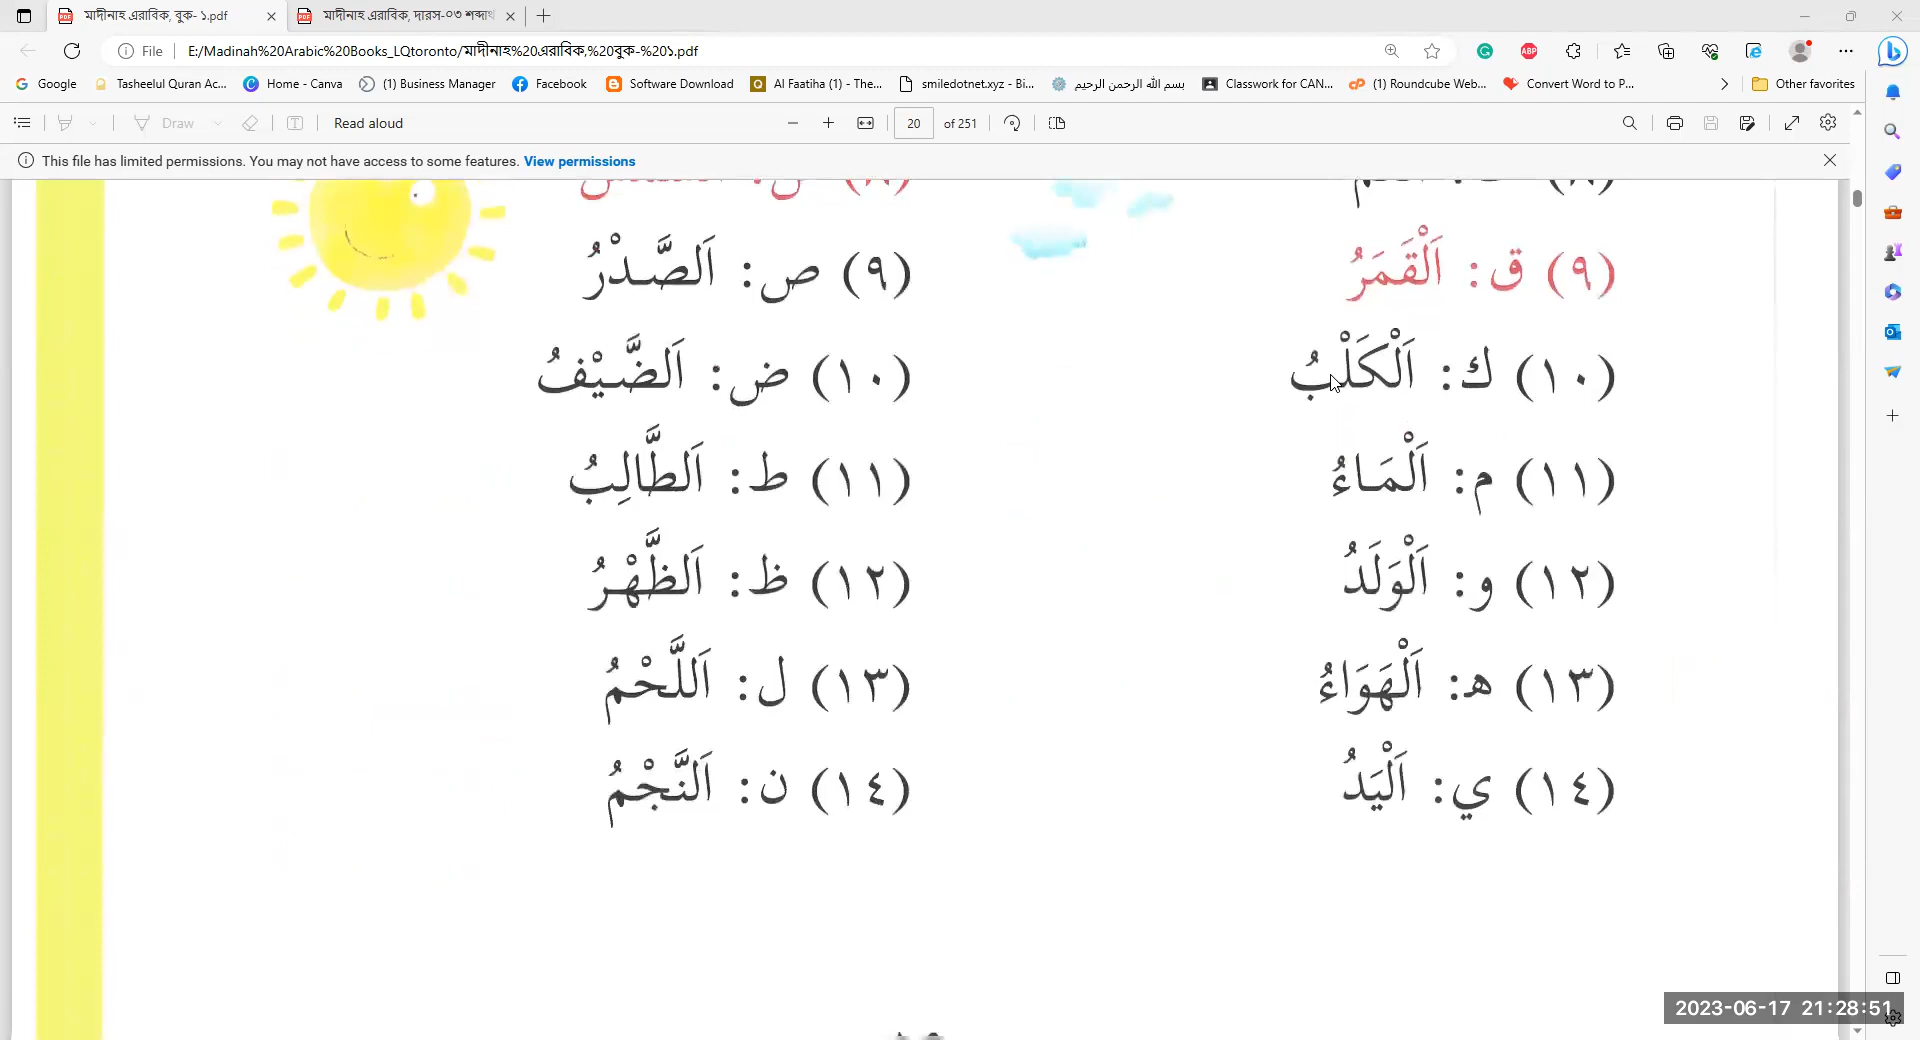 মাদীনাহ এরাবিক, বুক- ১.pdf
মাদীনাহ এরাবিক, দারস-০৩ শব্দার্থ
File
E:/Madinah%20Arabic%20Books_LQtoronto/মাদীনাহ%20এরাবিক,%20বুক-%20১.pdf
Google Tasheelul Quran Ac... Home - Canva (1) Business Manager Facebook Software Download Al Faatiha (1) - The... smiledotnet.xyz - Bi... بسم الله الرحمن الرحيم Classwork for CAN... (1) Roundcube Web... Convert Word to P... Other favorites
Draw Read aloud 20 of 251
This file has limited permissions. You may not have access to some features. View permissions
(٩) ق: اَلْقَمَرُ
(٩) ص: اَلصَّدْرُ
(١٠) ك: اَلْكَلْبُ
(١٠) ض: اَلضَّيْفُ
(١١) م: اَلْمَاءُ
(١١) ط: اَلطَّالِبُ
(١٢) و: اَلْوَلَدُ
(١٢) ظ: اَلظَّهْرُ
(١٣) هـ: اَلْهَوَاءُ
(١٣) ل: اَللَّحْمُ
(١٤) ي: اَلْيَدُ
(١٤) ن: اَلنَّجْمُ
2023-06-17 21:28:51